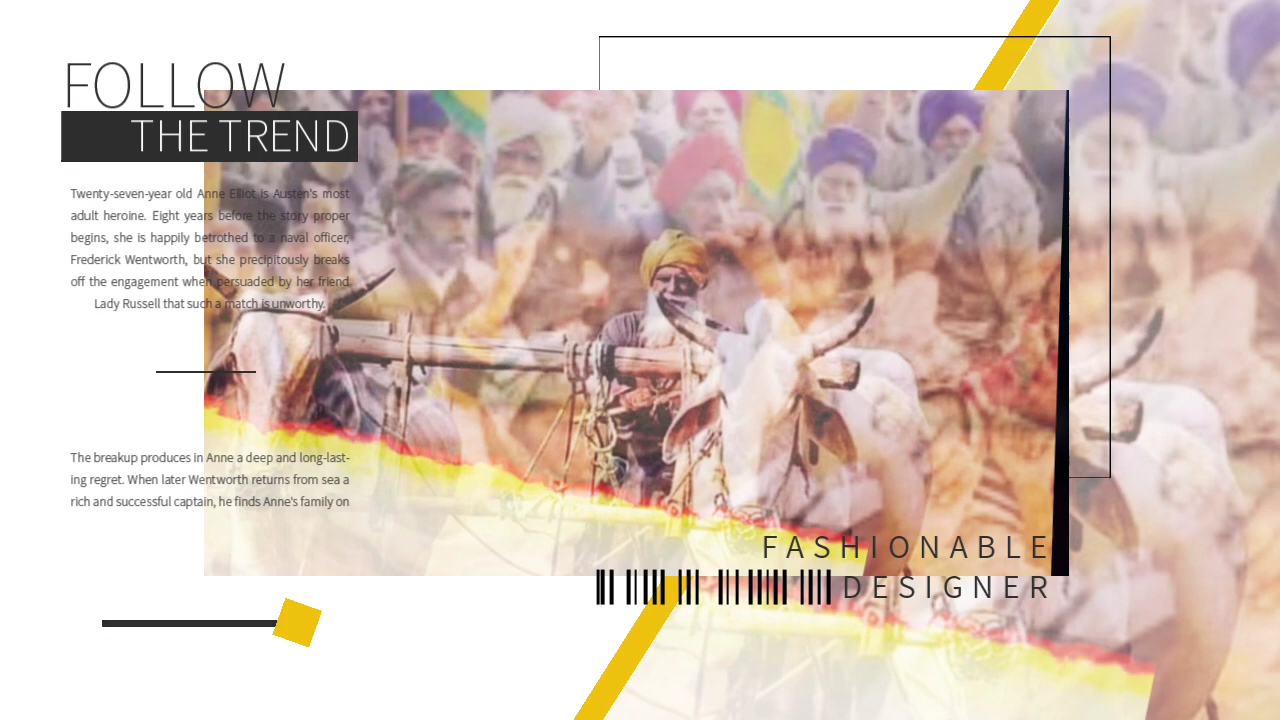 FOLLOW
THE TREND
Twenty-seven-year old Anne Elliot is Austen's most
adult heroine. Eight years before the story proper
begins, she is happily betrothed to a naval officer,
Frederick Wentworth, but she precipitously breaks
off the engagement when persuaded by her friend
Lady Russell that such a match is unworthy.
The breakup produces in Anne a deep and long-last-
ing regret. When later Wentworth returns from sea a
rich and successful captain, he finds Anne's family on
FASHIONABLE
DESIGNER